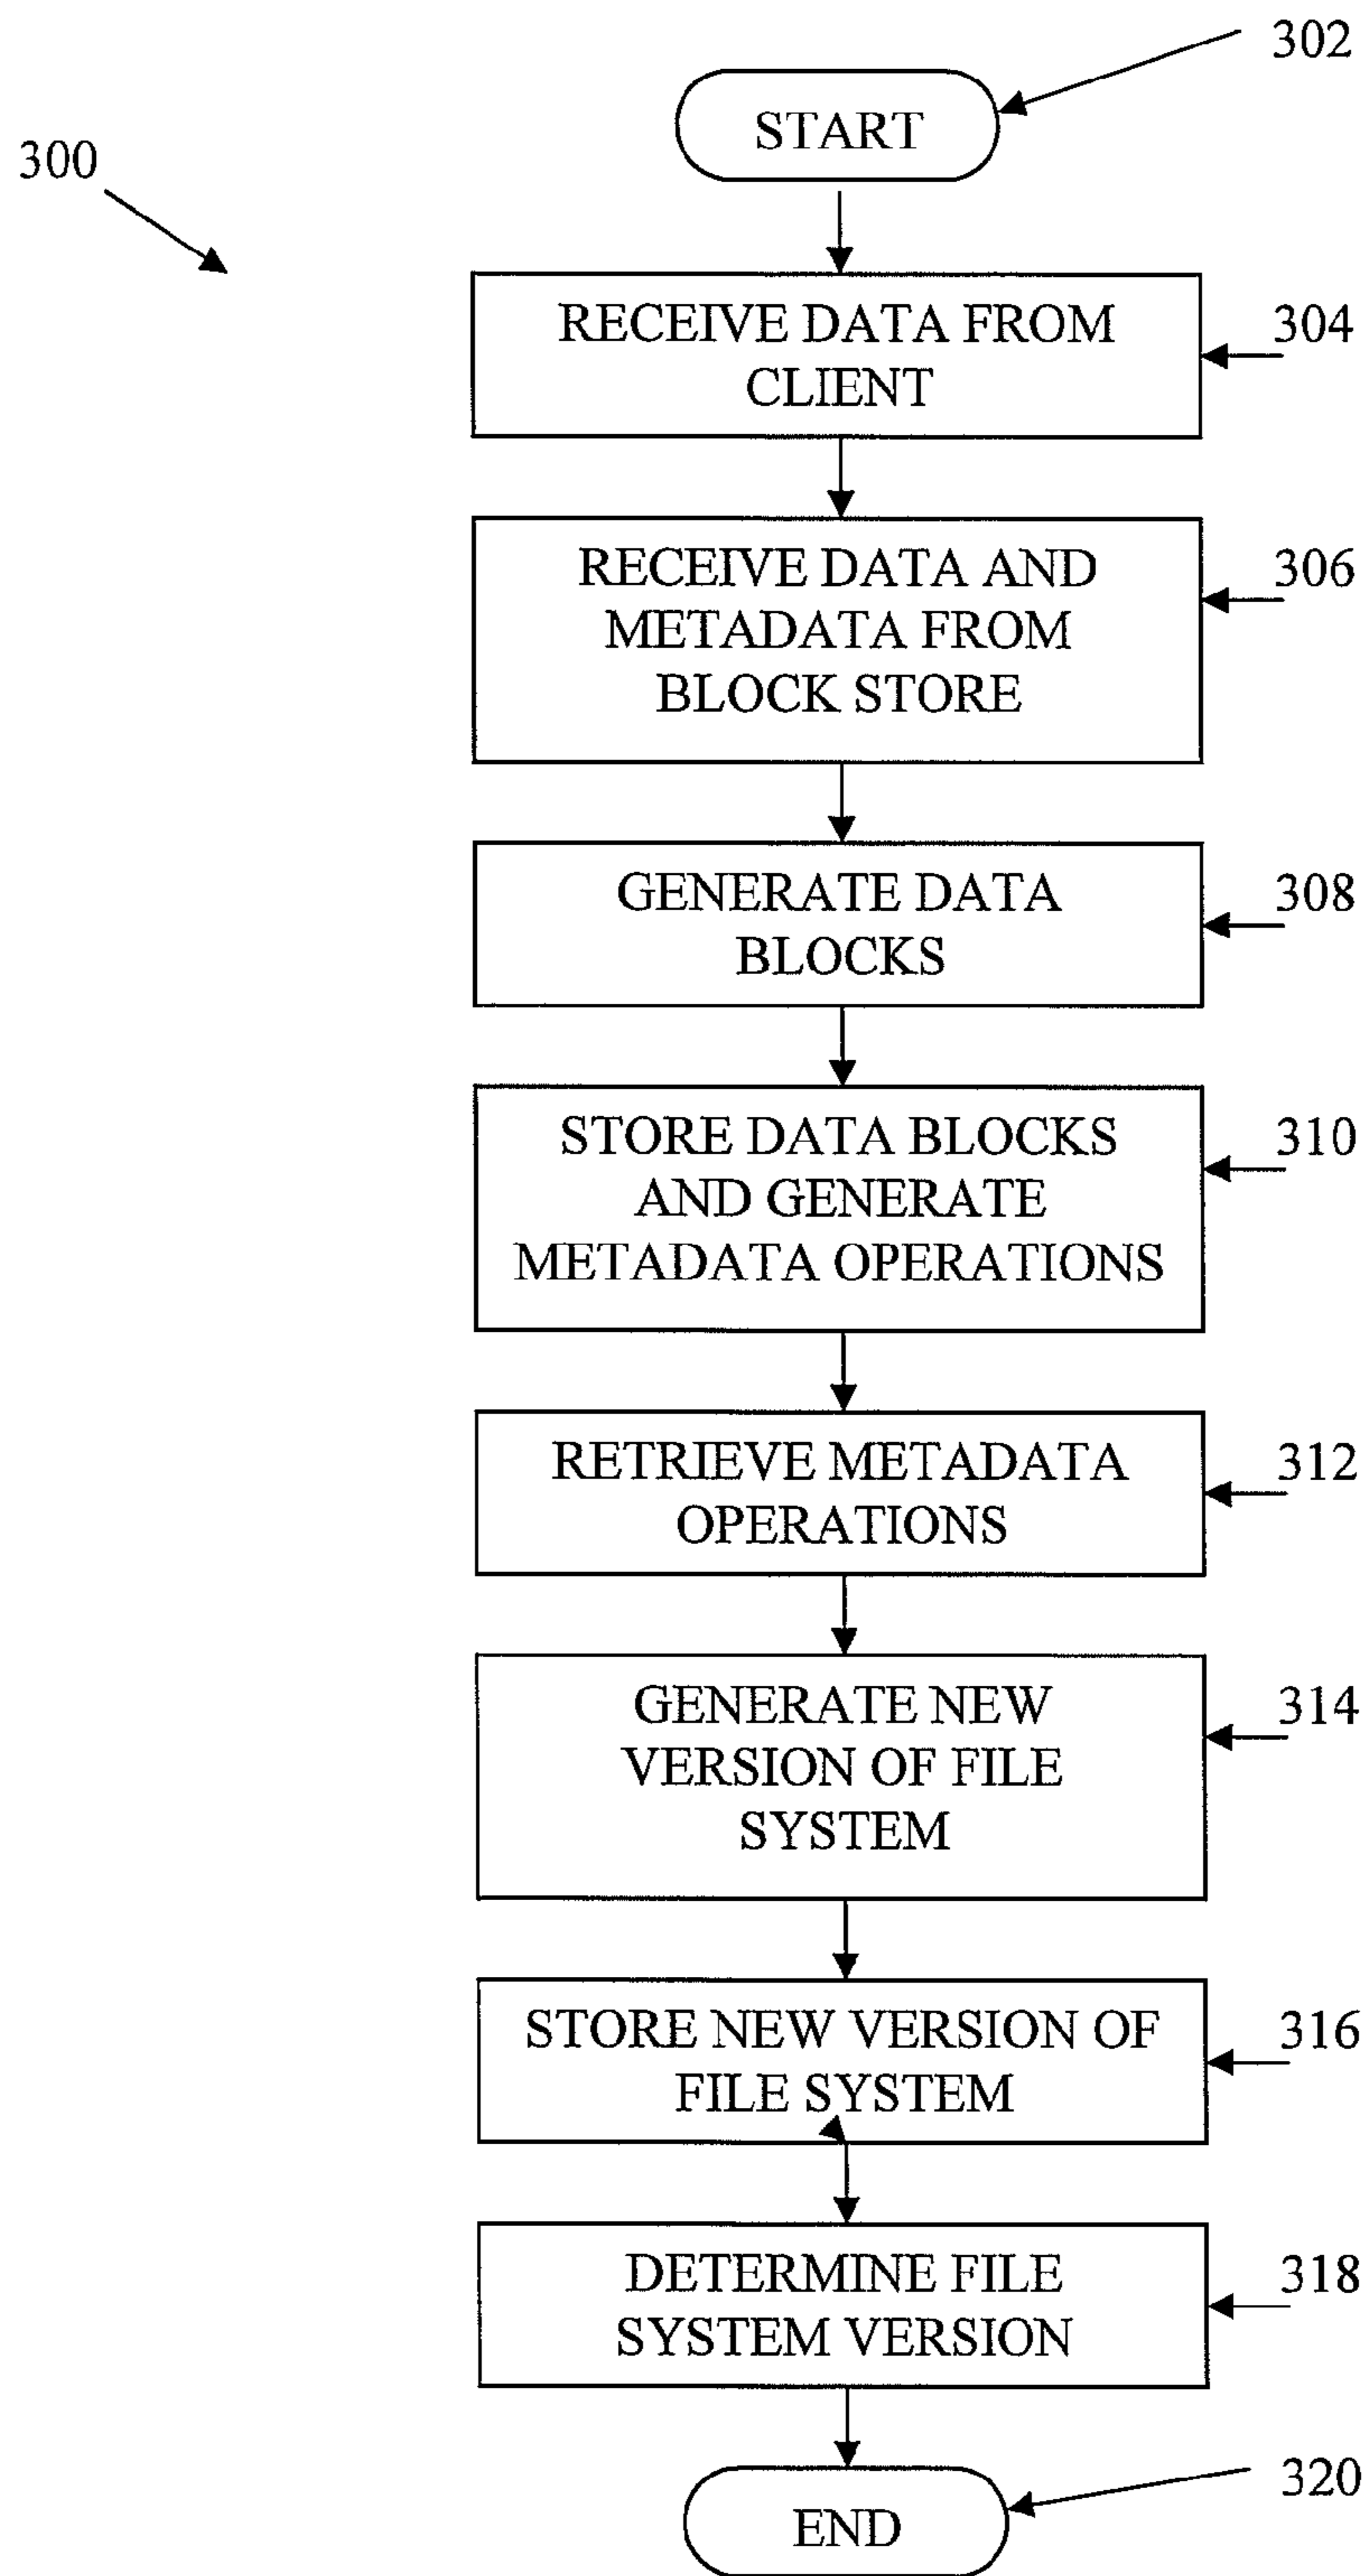 302
START
300
RECEIVE DATA FROM
CLIENT
304
RECEIVE DATA AND
METADATA FROM
BLOCK STORE
306
GENERATE DATA
BLOCKS
308
STORE DATA BLOCKS
AND GENERATE
METADATA OPERATIONS
310
RETRIEVE METADATA
OPERATIONS
312
GENERATE NEW
VERSION OF FILE
SYSTEM
314
STORE NEW VERSION OF
FILE SYSTEM
316
DETERMINE FILE
SYSTEM VERSION
318
320
END